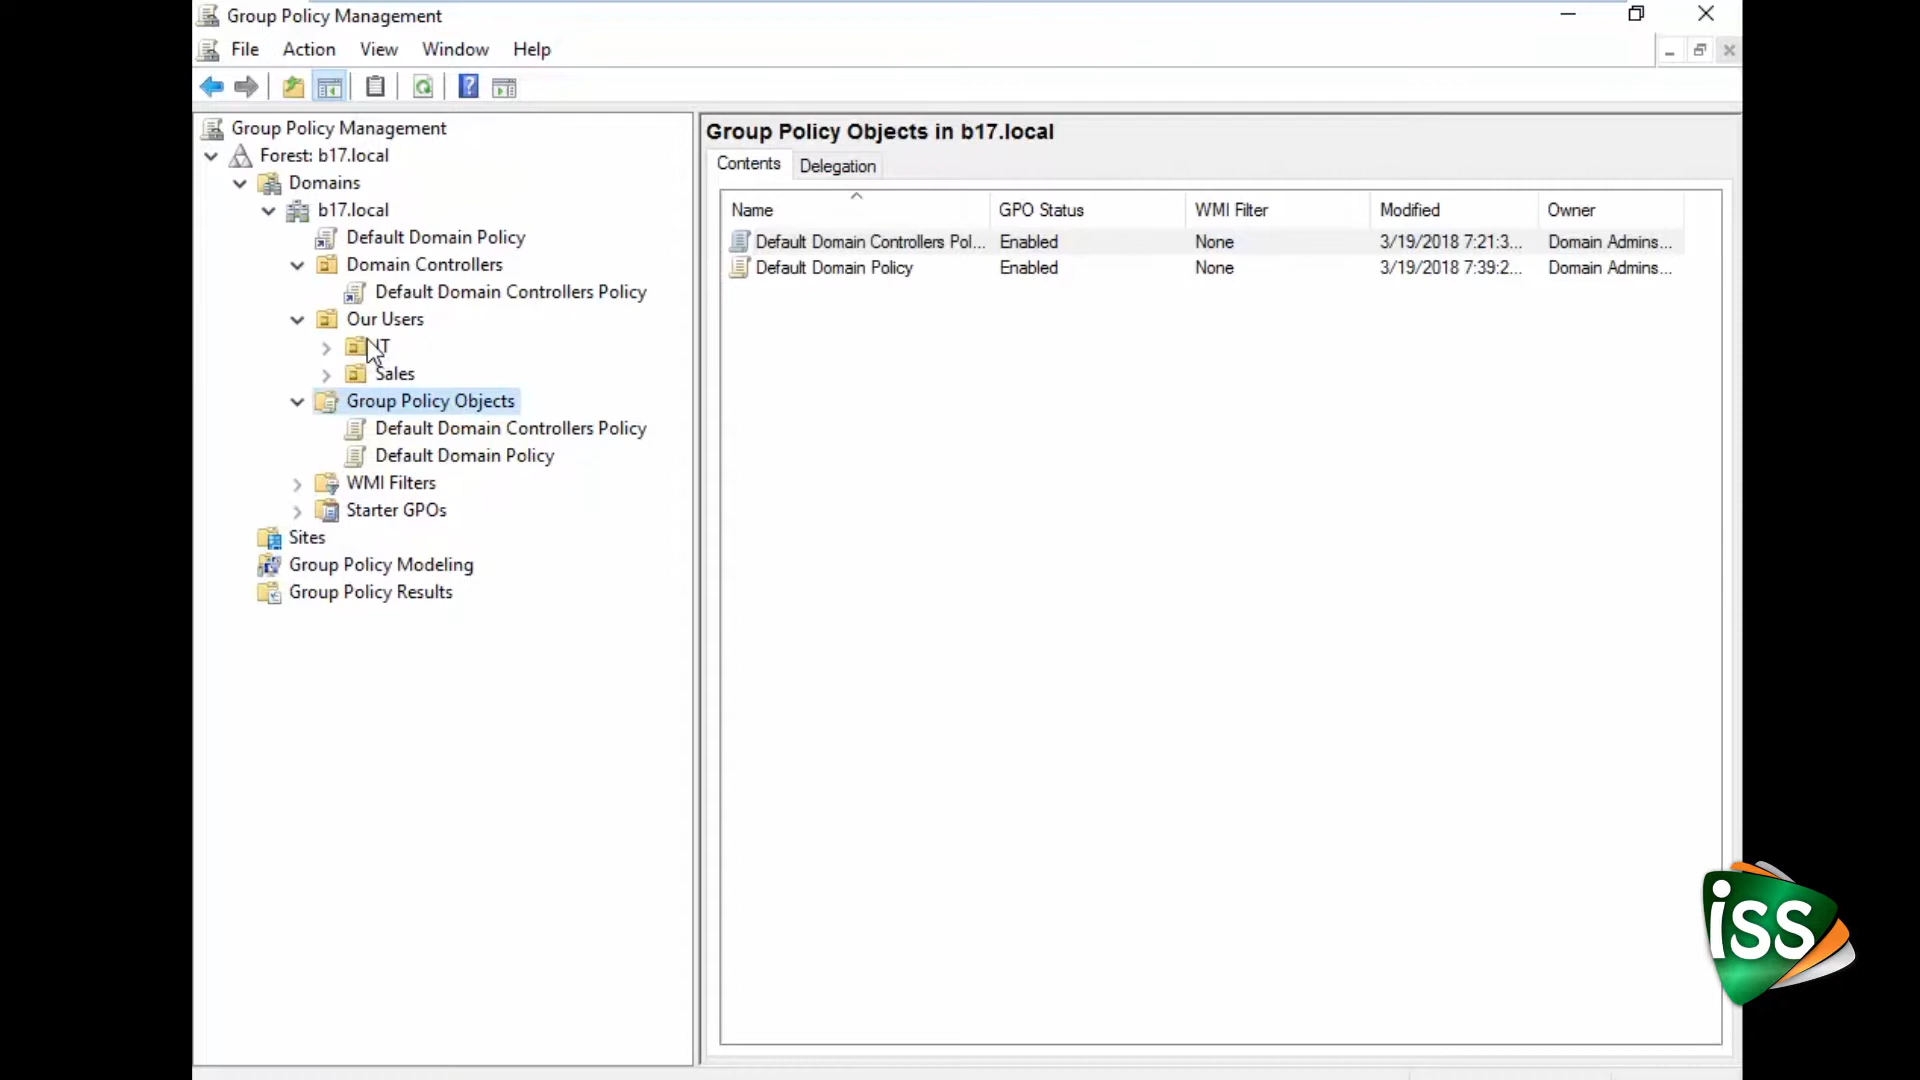 Group Policy Management
File Action View Window Help
Group Policy Management
Forest: b17.local
Domains
b17.local
Default Domain Policy
Domain Controllers
Default Domain Controllers Policy
Our Users
IT
Sales
Group Policy Objects
Default Domain Controllers Policy
Default Domain Policy
WMI Filters
Starter GPOs
Sites
Group Policy Modeling
Group Policy Results
Group Policy Objects in b17.local
Contents Delegation
Name GPO Status WMI Filter Modified Owner
Default Domain Controllers Pol... Enabled None 3/19/2018 7:21:3... Domain Admins...
Default Domain Policy Enabled None 3/19/2018 7:39:2... Domain Admins...
iSS